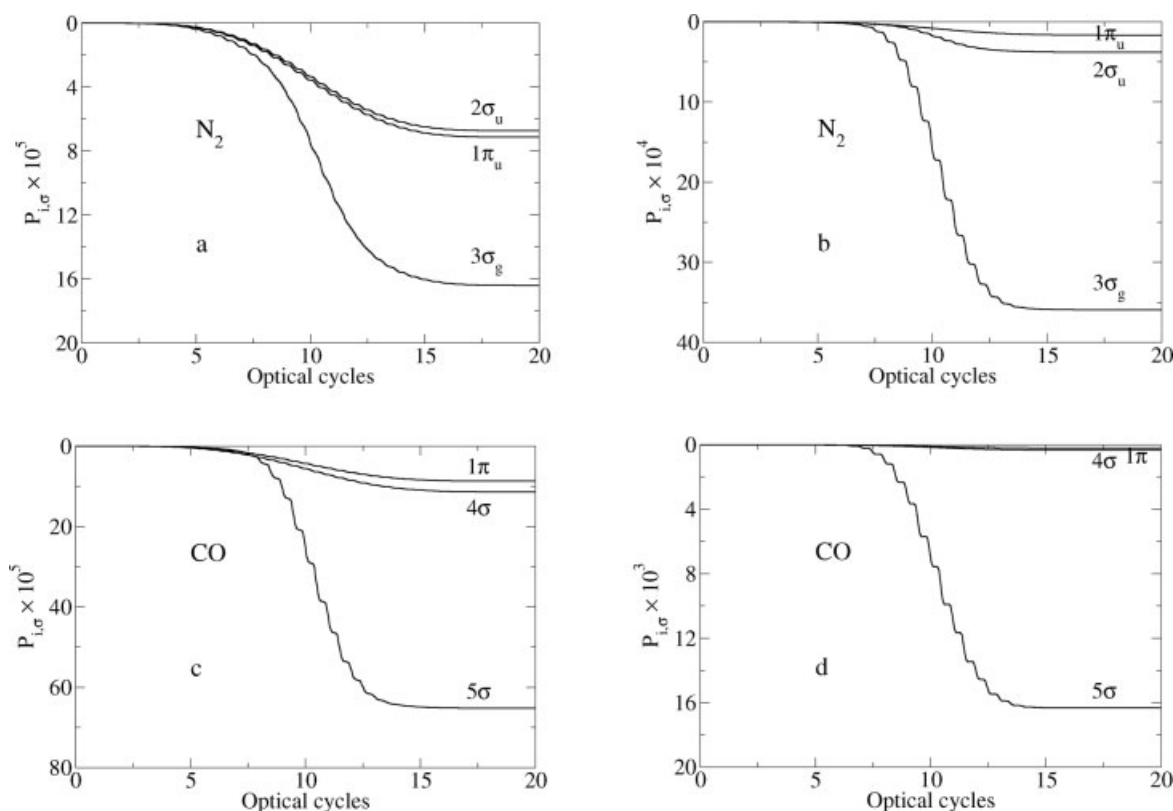 0
4
8
12
16
20
P_{i,σ} × 10^5
2σ_u
N_2
1π_u
a
3σ_g
0 5 10 15 20
Optical cycles
0
10
20
30
40
P_{i,σ} × 10^4
1π_u
2σ_u
N_2
b
3σ_g
0 5 10 15 20
Optical cycles
0
20
40
60
80
P_{i,σ} × 10^5
1π
4σ
CO
c
5σ
0 5 10 15 20
Optical cycles
0
4
8
12
16
20
P_{i,σ} × 10^3
4σ 1π
CO
d
5σ
0 5 10 15 20
Optical cycles